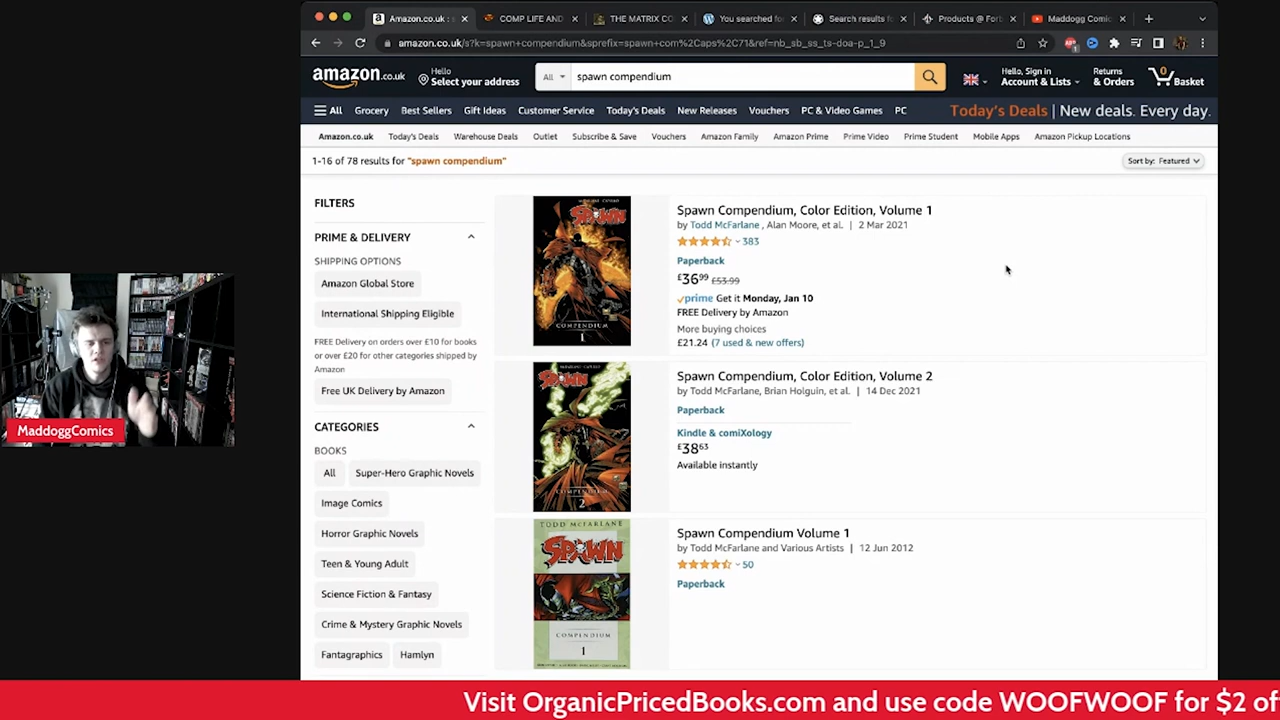 Amazon.co.uk : s
COMP LIFE AND
THE MATRIX CO
You searched fo
Search results fo
Products @ Forb
Maddogg Comic
amazon.co.uk/s?k=spawn+compendium&sprefix=spawn+com%2Caps%2C71&ref=nb_sb_ss_ts-doa-p_1_9
amazon.co.uk
Hello
Select your address
All
spawn compendium
Hello, Sign in
Account & Lists
Returns
& Orders
0
Basket
All
Grocery
Best Sellers
Gift Ideas
Customer Service
Today's Deals
New Releases
Vouchers
PC & Video Games
PC
Today's Deals | New deals. Every day.
Amazon.co.uk
Today's Deals
Warehouse Deals
Outlet
Subscribe & Save
Vouchers
Amazon Family
Amazon Prime
Prime Video
Prime Student
Mobile Apps
Amazon Pickup Locations
1-16 of 78 results for "spawn compendium"
Sort by: Featured
FILTERS
PRIME & DELIVERY
SHIPPING OPTIONS
Amazon Global Store
International Shipping Eligible
FREE Delivery on orders over £10 for books
or over £20 for other categories shipped by
Amazon
Free UK Delivery by Amazon
CATEGORIES
BOOKS
All
Super-Hero Graphic Novels
Image Comics
Horror Graphic Novels
Teen & Young Adult
Science Fiction & Fantasy
Crime & Mystery Graphic Novels
Fantagraphics
Hamlyn
SPAWN
COMPENDIUM
1
Spawn Compendium, Color Edition, Volume 1
by Todd McFarlane , Alan Moore, et al. | 2 Mar 2021
383
Paperback
£36.99 £53.99
prime Get it Monday, Jan 10
FREE Delivery by Amazon
More buying choices
£21.24 (7 used & new offers)
SPAWN
COMPENDIUM
2
Spawn Compendium, Color Edition, Volume 2
by Todd McFarlane, Brian Holguin, et al. | 14 Dec 2021
Paperback
Kindle & comiXology
£38.63
Available instantly
TODD McFARLANE
SPAWN
COMPENDIUM
1
Spawn Compendium Volume 1
by Todd McFarlane and Various Artists | 12 Jun 2012
50
Paperback
MaddoggComics
Visit OrganicPricedBooks.com and use code WOOFWOOF for $2 of